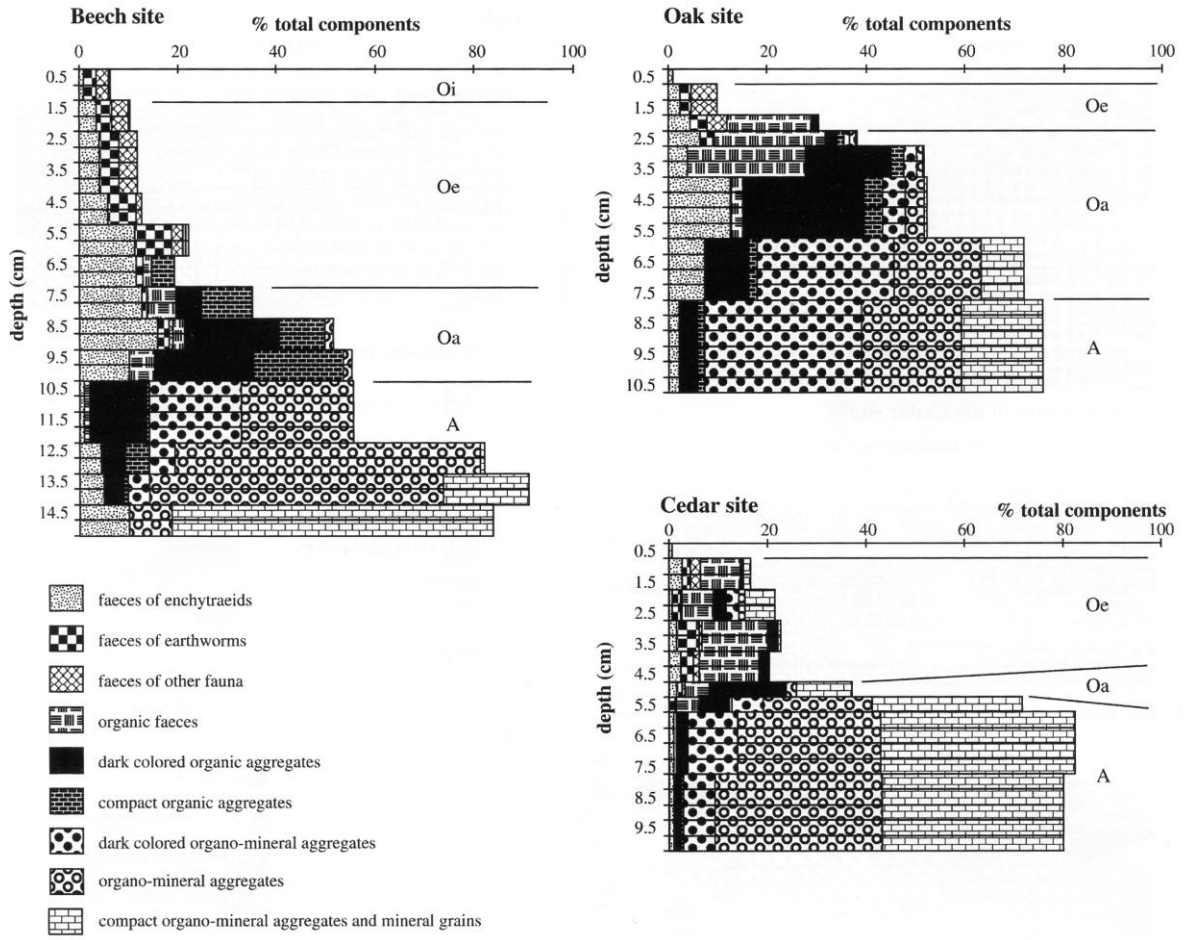 Beech site
% total components
0 20 40 60 80 100
depth (cm)
0.5
1.5
2.5
3.5
4.5
5.5
6.5
7.5
8.5
9.5
10.5
11.5
12.5
13.5
14.5
Oi
Oe
Oa
A
faeces of enchytraeids
faeces of earthworms
faeces of other fauna
organic faeces
dark colored organic aggregates
compact organic aggregates
dark colored organo-mineral aggregates
organo-mineral aggregates
compact organo-mineral aggregates and mineral grains
Oak site
% total components
0 20 40 60 80 100
depth (cm)
0.5
1.5
2.5
3.5
4.5
5.5
6.5
7.5
8.5
9.5
10.5
Oe
Oa
A
Cedar site
% total components
0 20 40 60 80 100
depth (cm)
0.5
1.5
2.5
3.5
4.5
5.5
6.5
7.5
8.5
9.5
Oe
Oa
A